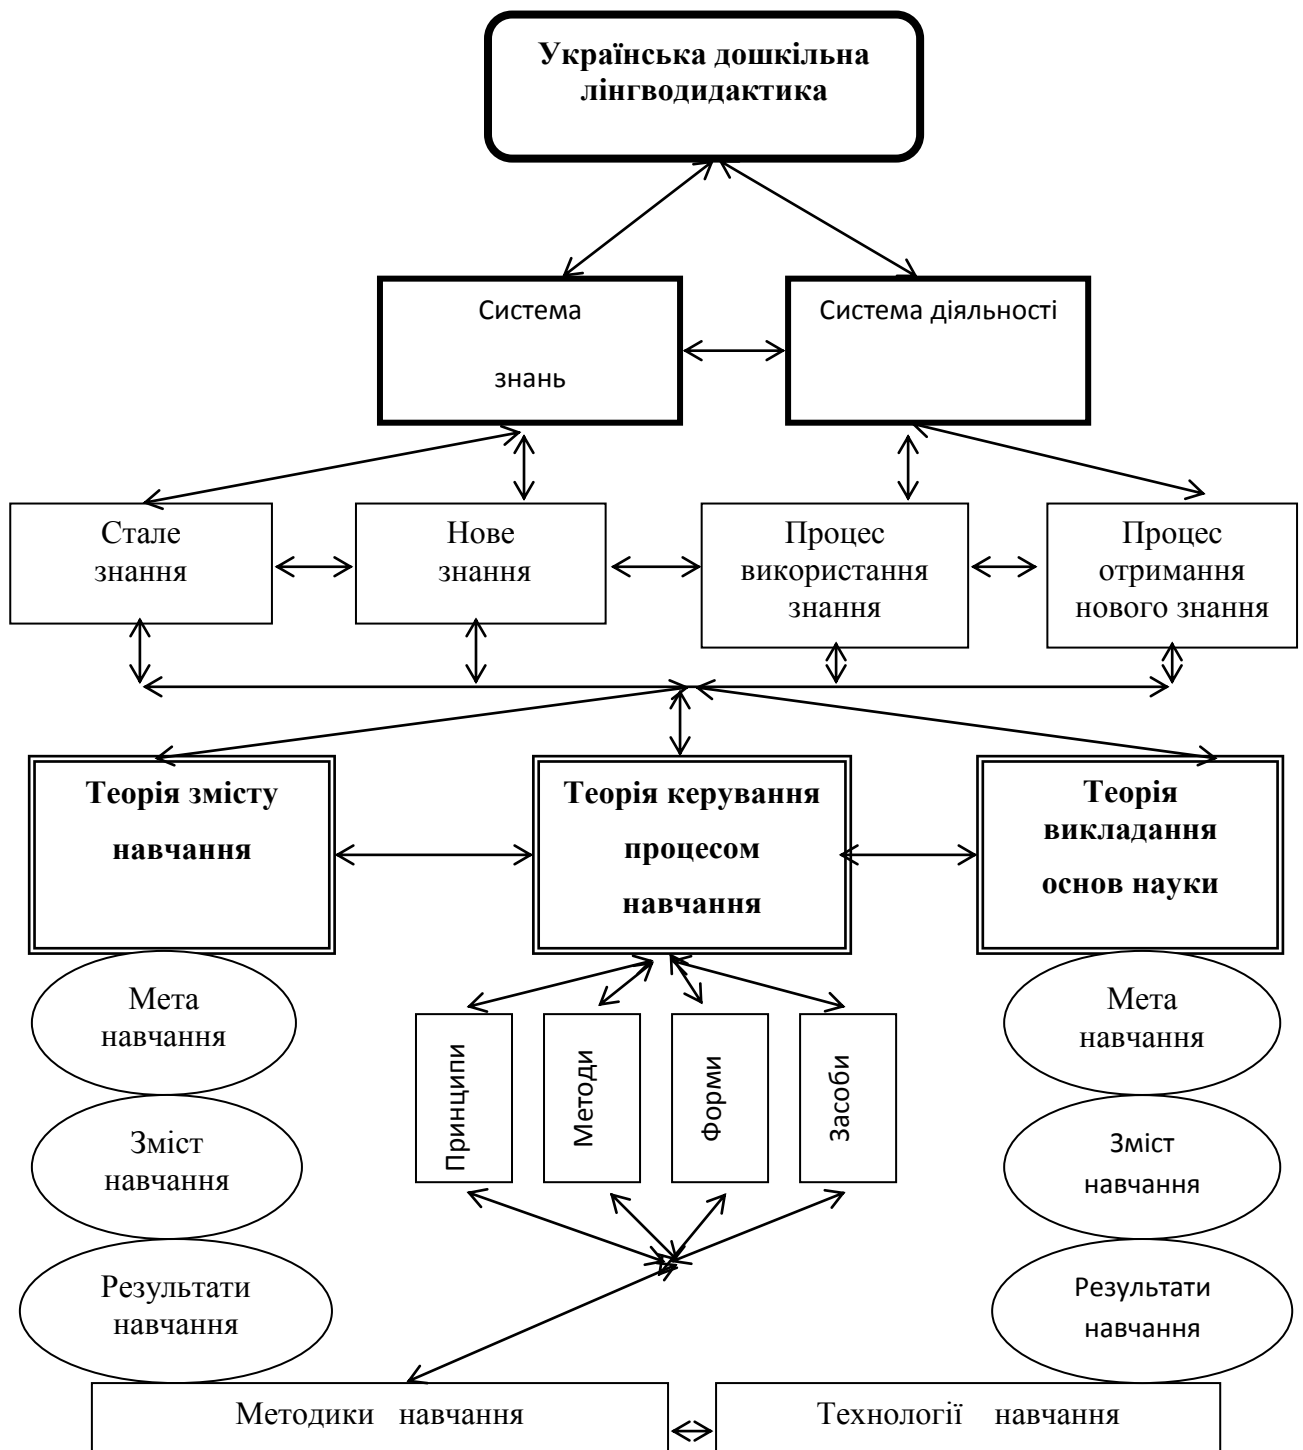 Українська дошкільна
лінгводидактика
Система
знань
Система діяльності
Стале
знання
Нове
знання
Процес
використання
знання
Процес
отримання
нового знання
Теорія змісту
навчання
Теорія керування
процесом
навчання
Теорія
викладання
основ науки
Мета
навчання
Зміст
навчання
Результати
навчання
Принципи
Методи
Форми
Засоби
Мета
навчання
Зміст
навчання
Результати
навчання
Методики навчання
Технології навчання